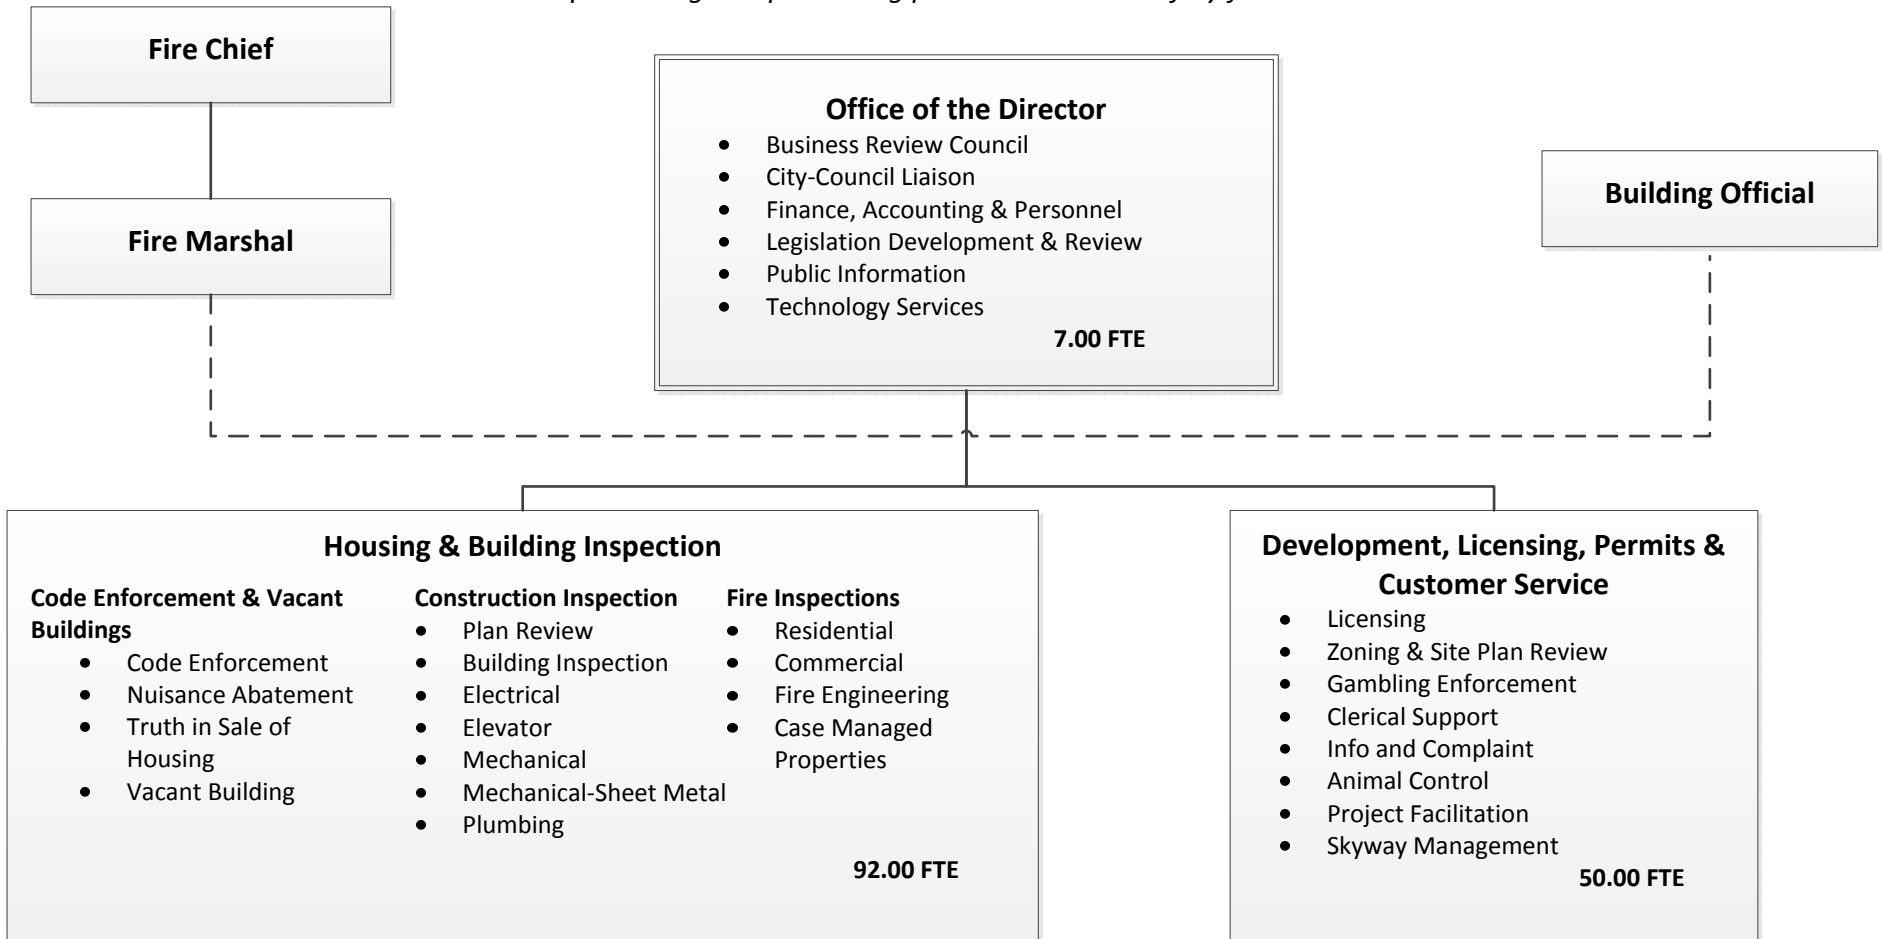 Fire Chief
Fire Marshal
Office of the Director
• Business Review Council
• City-Council Liaison
• Finance, Accounting & Personnel
• Legislation Development & Review
• Public Information
• Technology Services
7.00 FTE
Building Official
Housing & Building Inspection
Code Enforcement & Vacant
Buildings
• Code Enforcement
• Nuisance Abatement
• Truth in Sale of
Housing
• Vacant Building
Construction Inspection
• Plan Review
• Building Inspection
• Electrical
• Elevator
• Mechanical
• Mechanical-Sheet Metal
• Plumbing
Fire Inspections
• Residential
• Commercial
• Fire Engineering
• Case Managed
Properties
92.00 FTE
Development, Licensing, Permits &
Customer Service
• Licensing
• Zoning & Site Plan Review
• Gambling Enforcement
• Clerical Support
• Info and Complaint
• Animal Control
• Project Facilitation
• Skyway Management
50.00 FTE